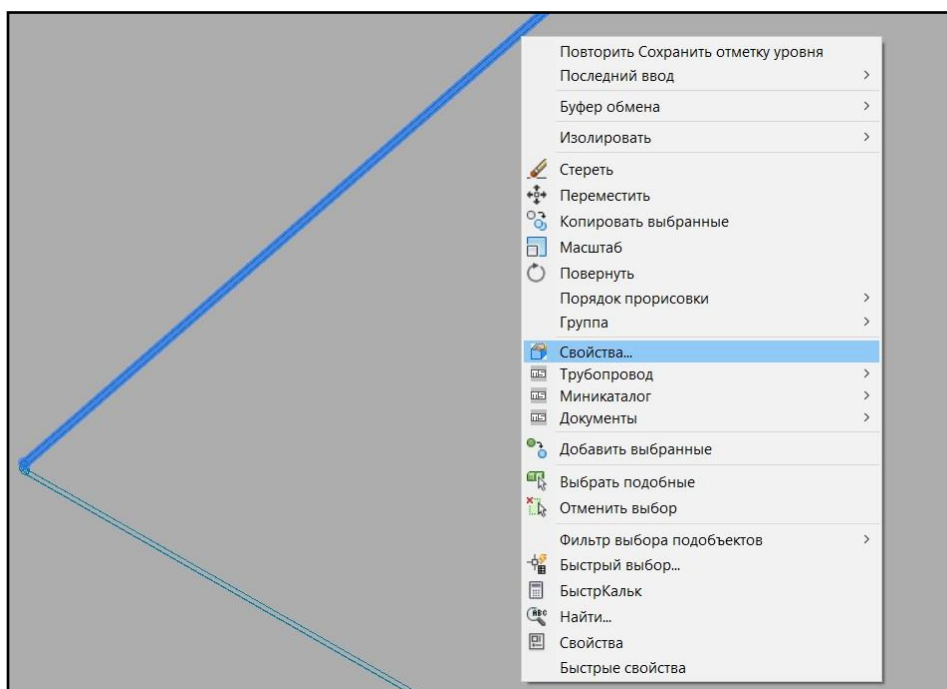 Повторить Сохранить отметку уровня
Последний ввод
Буфер обмена
Изолировать
Стереть
Переместить
Копировать выбранные
Масштаб
Повернуть
Порядок прорисовки
Группа
Свойства...
Трубопровод
Миникаталог
Документы
Добавить выбранные
Выбрать подобные
Отменить выбор
Фильтр выбора подобъектов
Быстрый выбор...
БыстрКальк
Найти...
Свойства
Быстрые свойства